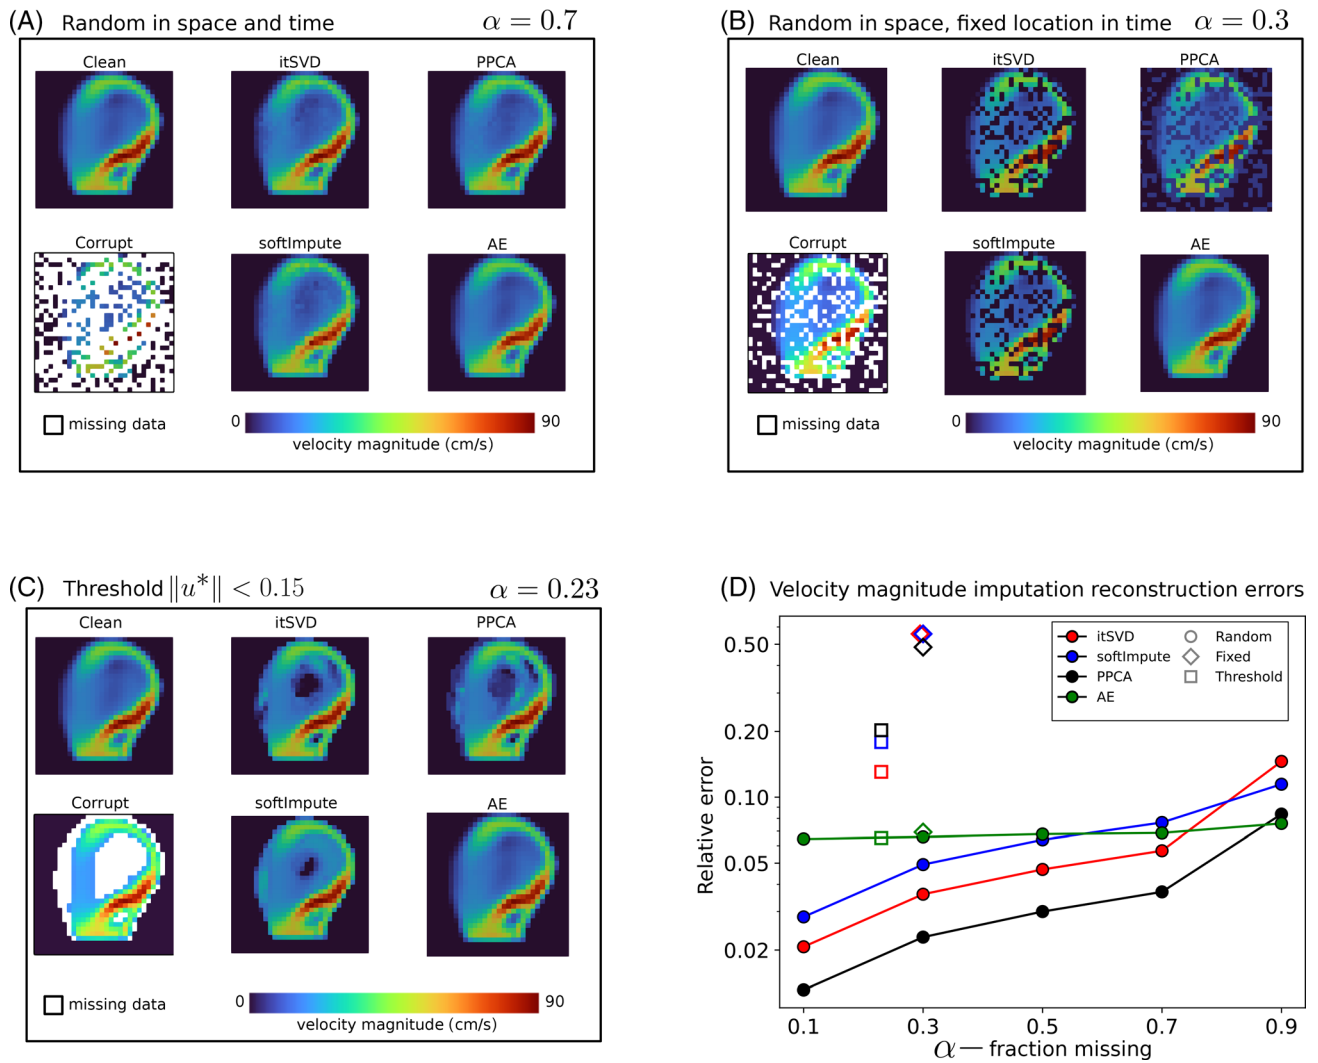 (A) Random in space and time α = 0.7
Clean itSVD PPCA
Corrupt softImpute AE
missing data 0 90
velocity magnitude (cm/s)
(B) Random in space, fixed location in time α = 0.3
Clean itSVD PPCA
Corrupt softImpute AE
missing data 0 90
velocity magnitude (cm/s)
(C) Threshold ‖u*‖ < 0.15 α = 0.23
Clean itSVD PPCA
Corrupt softImpute AE
missing data 0 90
velocity magnitude (cm/s)
(D) Velocity magnitude imputation reconstruction errors
itSVD Random
softImpute Fixed
PPCA Threshold
AE
0.50
0.20
0.10
0.05
0.02
Relative error
0.1 0.3 0.5 0.7 0.9
α — fraction missing